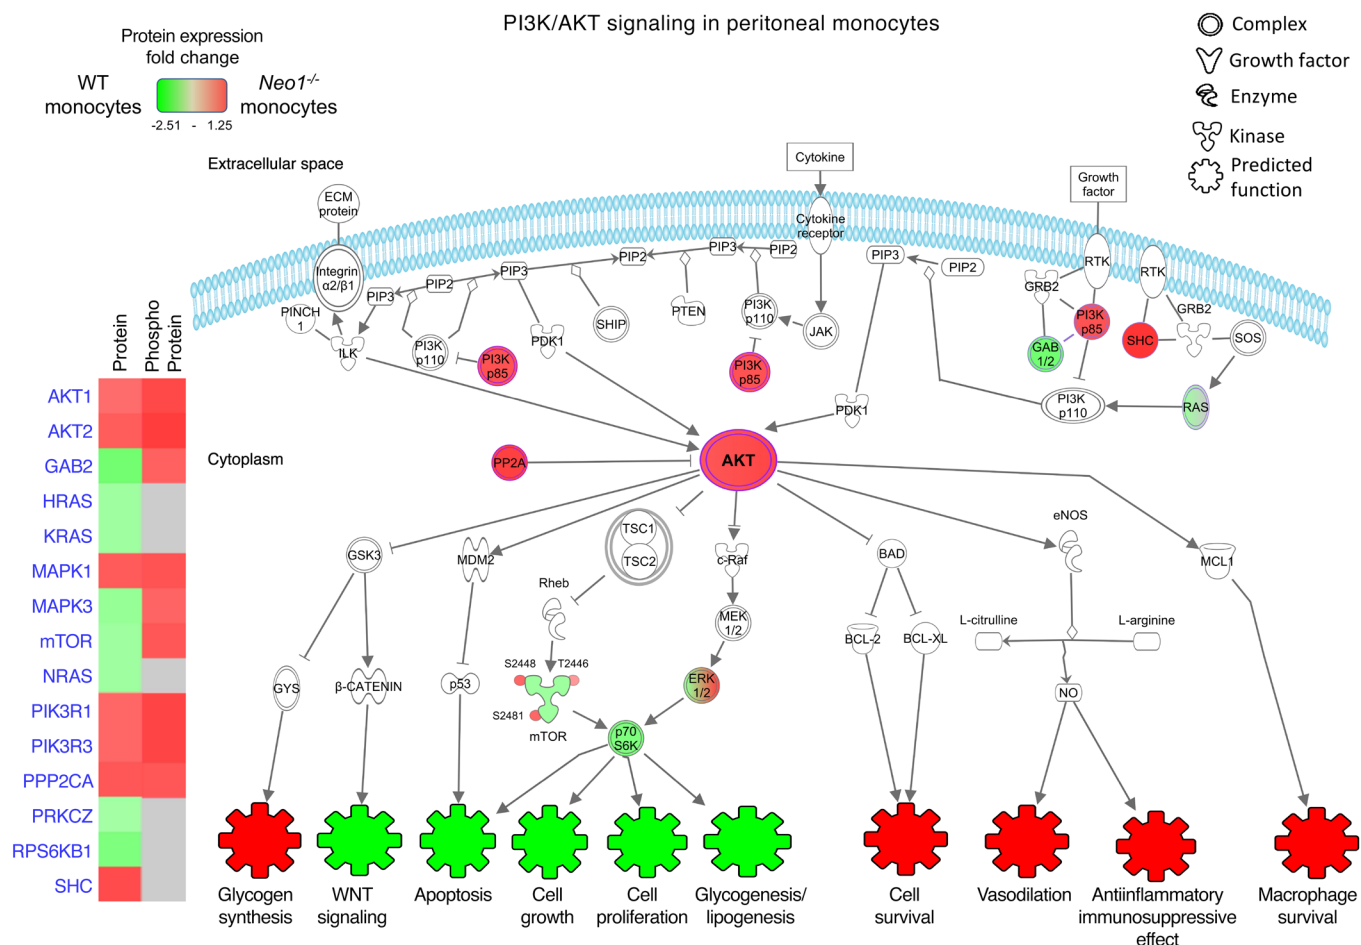 PI3K/AKT signaling in peritoneal monocytes
Protein expression
fold change
WT
monocytes
Neo1-/-
monocytes
-2.51 - 1.25
Complex
Growth factor
Enzyme
Kinase
Predicted
function
Extracellular space
Cytokine
Growth
factor
ECM
protein
Cytokine
receptor
Integrin
α2/β1
PINCH
1
ILK
PIP3
PIP2
PIP3
PIP2
PIP3
PIP2
PIP3
PIP2
PI3K
p110
PI3K
p85
PDK1
SHIP
PTEN
PI3K
p110
PI3K
p85
JAK
PDK1
RTK
RTK
GRB2
GRB2
PI3K
p85
GAB
1/2
SHC
SOS
PI3K
p110
RAS
Cytoplasm
PP2A
AKT
Protein
Phospho
Protein
AKT1
AKT2
GAB2
HRAS
KRAS
MAPK1
MAPK3
mTOR
NRAS
PIK3R1
PIK3R3
PPP2CA
PRKCZ
RPS6KB1
SHC
GSK3
MDM2
TSC1
TSC2
c-Raf
BAD
eNOS
MCL1
Rheb
MEK
1/2
BCL-2
BCL-XL
L-citrulline
L-arginine
GYS
β-CATENIN
p53
S2448
T2446
S2481
mTOR
ERK
1/2
p70
S6K
NO
Glycogen
synthesis
WNT
signaling
Apoptosis
Cell
growth
Cell
proliferation
Glycogenesis/
lipogenesis
Cell
survival
Vasodilation
Antiinflammatory
immunosuppressive
effect
Macrophage
survival